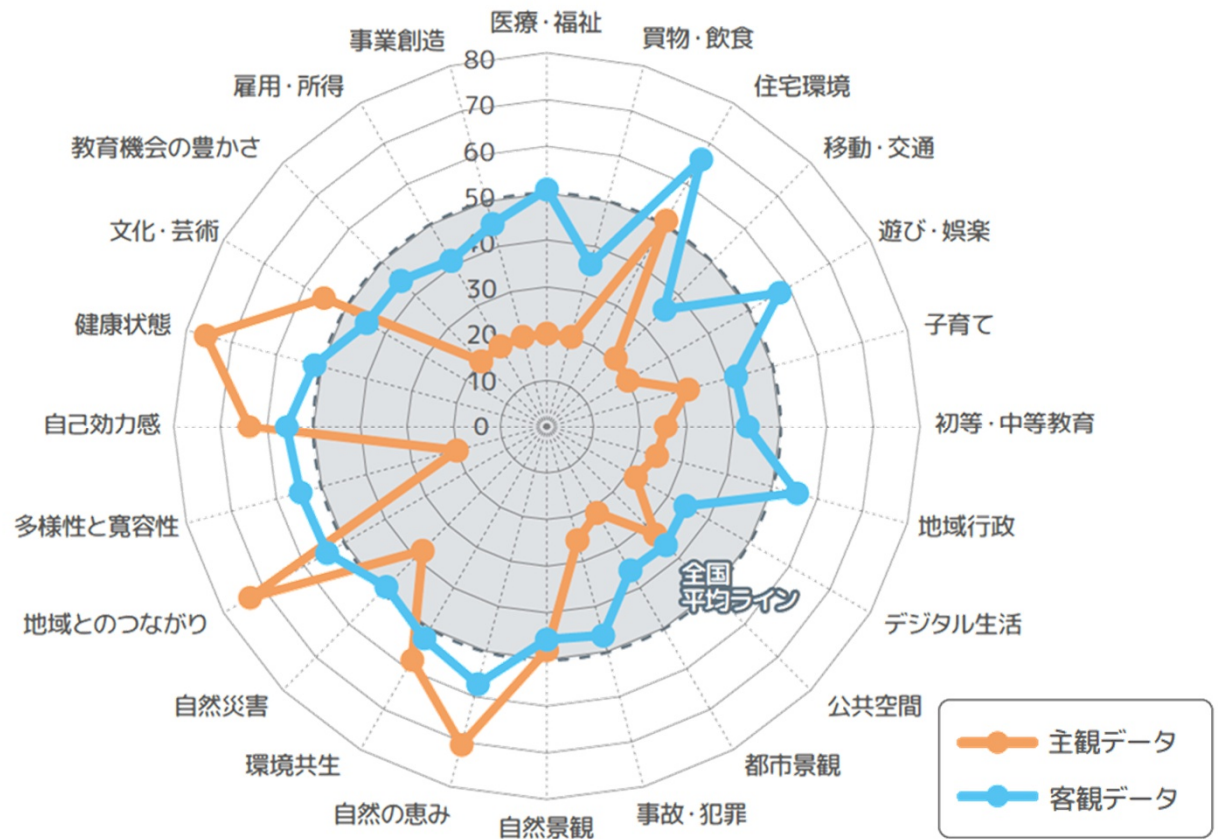 医療・福祉
買物・飲食
住宅環境
移動・交通
遊び・娯楽
子育て
初等・中等教育
地域行政
デジタル生活
公共空間
都市景観
事故・犯罪
自然景観
自然の恵み
環境共生
自然災害
地域とのつながり
多様性と寛容性
自己効力感
健康状態
文化・芸術
教育機会の豊かさ
雇用・所得
事業創造
80
70
60
50
40
30
20
10
0
全国
平均ライン
主観データ
客観データ